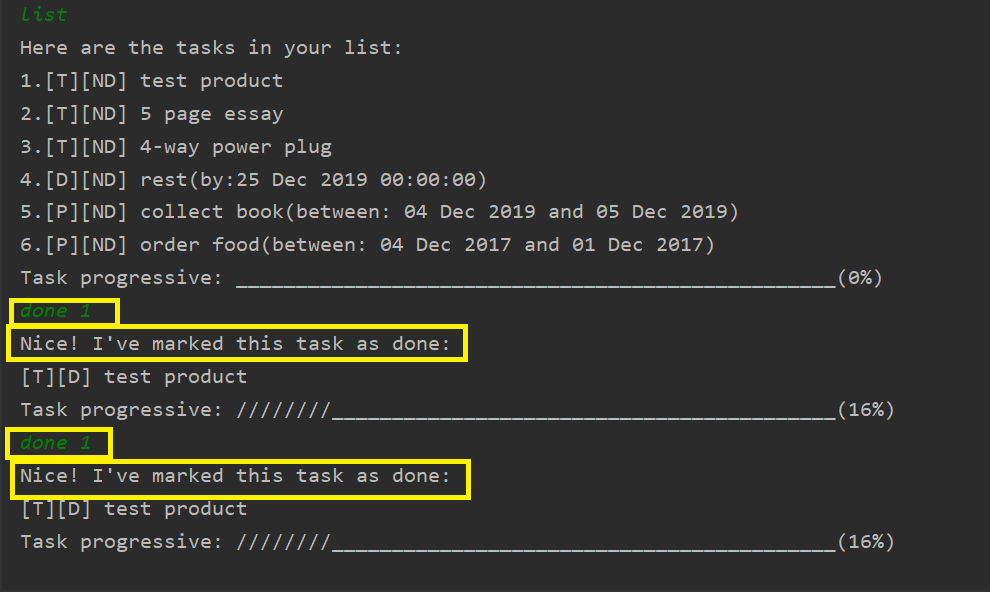 List
Here are the tasks in your list:
1.[T][ND] test product
2.[T][ND] 5 page essay
3.[T][ND] 4-way power plug
4.[D][ND] rest(by:25 Dec 2019 00:00:00)
5.[P][ND] collect book(between: 04 Dec 2019 and 05 Dec 2019)
6.[P][ND] order food(between: 04 Dec 2017 and 01 Dec 2017)
Task progressive: __________________________________________________(0%)
done 1
Nice! I've marked this task as done:
[T][D] test product
Task progressive: ////////__________________________________________(16%)
done 1
Nice! I've marked this task as done:
[T][D] test product
Task progressive: ////////__________________________________________(16%)